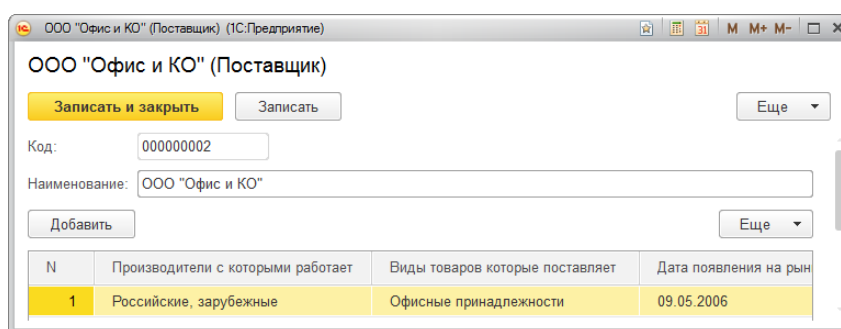 1С ООО "Офис и КО" (Поставщик) (1С:Предприятие) 31 M M+ M-
ООО "Офис и КО" (Поставщик)
Записать и закрыть Записать Еще
Код: 000000002
Наименование: ООО "Офис и КО"
Добавить Еще
N Производители с которыми работает Виды товаров которые поставляет Дата появления на рын
1 Российские, зарубежные Офисные принадлежности 09.05.2006